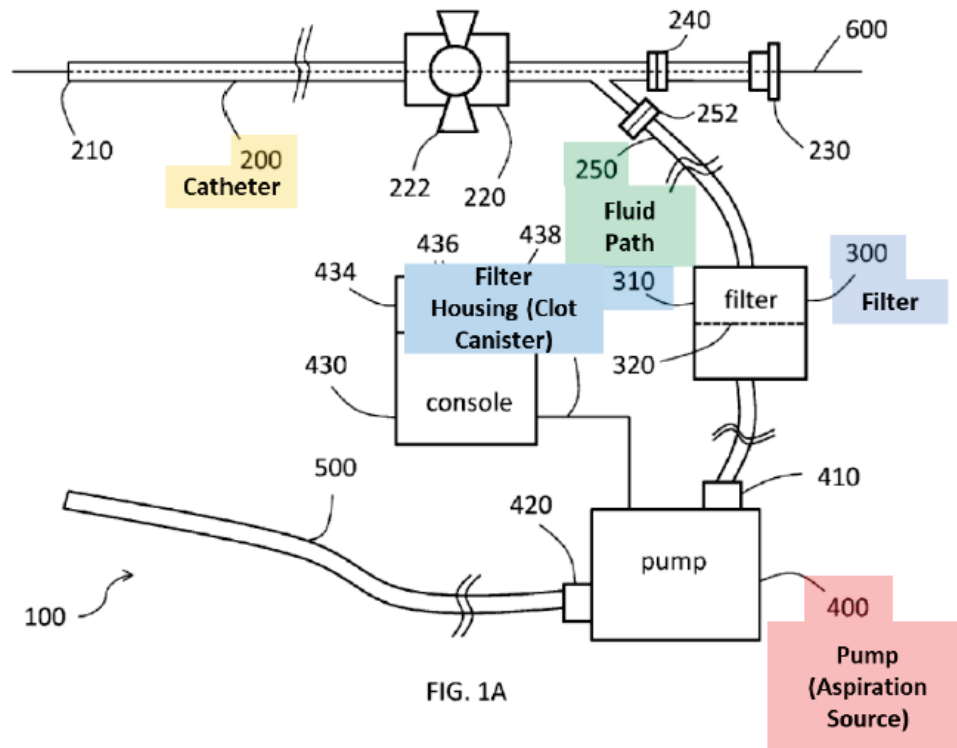 240
600
252
210
200
Catheter
222
220
250
Fluid
Path
230
436
438
434
Filter
Housing (Clot
Canister)
310
filter
300
Filter
320
430
console
500
410
420
pump
100
400
Pump
(Aspiration
Source)
FIG. 1A